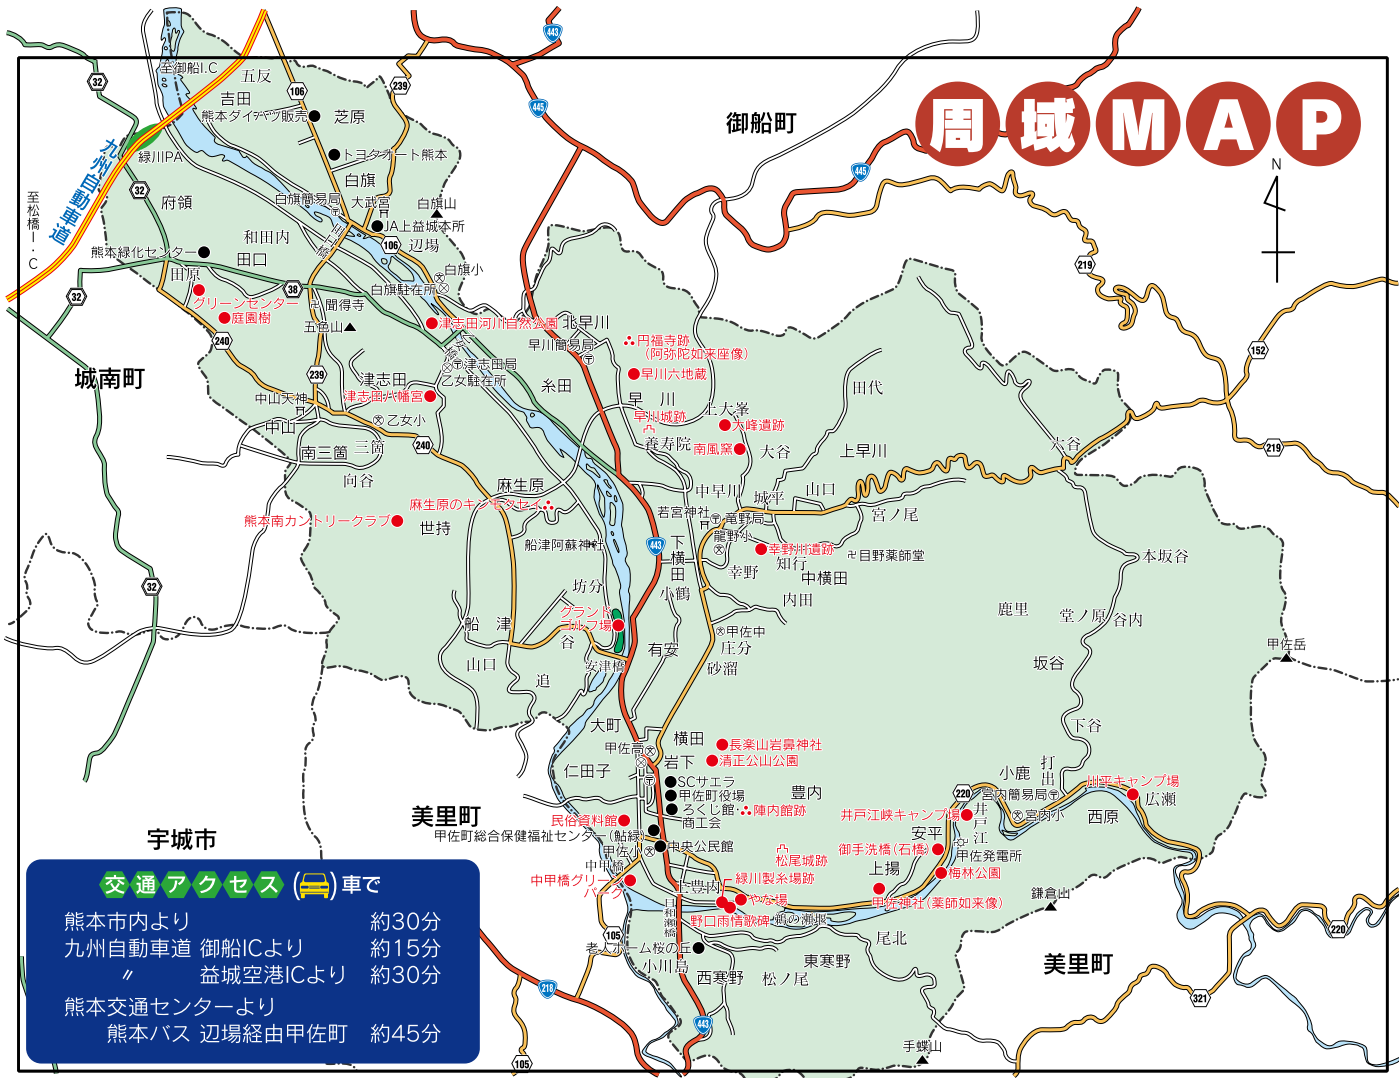 周域MAP
N
443
445
32
239
至御船I.C
五反
106
吉田
熊本ダイハツ販売
芝原
御船町
九州自動車道
緑川PA
トヨタオート熊本
445
白旗
32
至松橋I.C
府領
白旗簡易局
大武宮
白旗山
JA上益城本所
和田内
106
辺場
熊本緑化センター
田口
219
白旗小
田原
白旗駐在所
32
38
グリーンセンター
聞得寺
庭園樹
五色山
津志田河川自然公園
北早川
円福寺跡
(阿弥陀如来座像)
早川簡易局
240
152
津志田局
乙女駐在所
早川六地蔵
城南町
239
津志田
糸田
田代
津志田八幡宮
中山天神
早川
上大峯
早川城跡
大峰遺跡
中山
乙女小
養寿院
南風窯
大谷
上早川
六谷
219
南三箇
三箇
240
向谷
麻生原
中早川
城平
山口
麻生原のキンモクセイ
若宮神社
竜野局
宮ノ尾
熊本南カントリークラブ
世持
龍野小
船津阿蘇神社
443
下横田
幸野川遺跡
知行
目野薬師堂
本坂谷
幸野
中横田
32
坊分
小鶴
内田
グランド
ゴルフ場
鹿里
堂ノ原
谷内
船津
谷
甲佐中
庄分
有安
甲佐岳
山口
安津橋
砂溜
坂谷
追
大町
下谷
横田
長楽山岩鼻神社
甲佐高
清正公山公園
岩下
仁田子
小鹿
打出
SCサエラ
川平キャンプ場
甲佐町役場
豊内
220
宮内簡易局
広瀬
美里町
ろくじ館
陣内館跡
井戸江峡キャンプ場
井戸江
宮内小
西原
民俗資料館
商工会
安平
宇城市
甲佐町総合保健福祉センター(鮎緑)
甲佐小
中央公民館
御手洗橋(石橋)
甲佐発電所
松尾城跡
中甲橋
上揚
梅林公園
中甲橋グリーン
パーク
上豊内
緑川製糸場跡
やな場
甲佐神社(薬師如来像)
鎌倉山
日和瀬橋
野口雨情歌碑
鵜の瀬堰
105
220
尾北
老人ホーム桜の丘
小川島
西寒野
松ノ尾
東寒野
美里町
218
321
443
手蝶山
105
交通アクセス(車)車で
熊本市内より 約30分
九州自動車道 御船ICより 約15分
〃 益城空港ICより 約30分
熊本交通センターより
熊本バス 辺場経由甲佐町 約45分